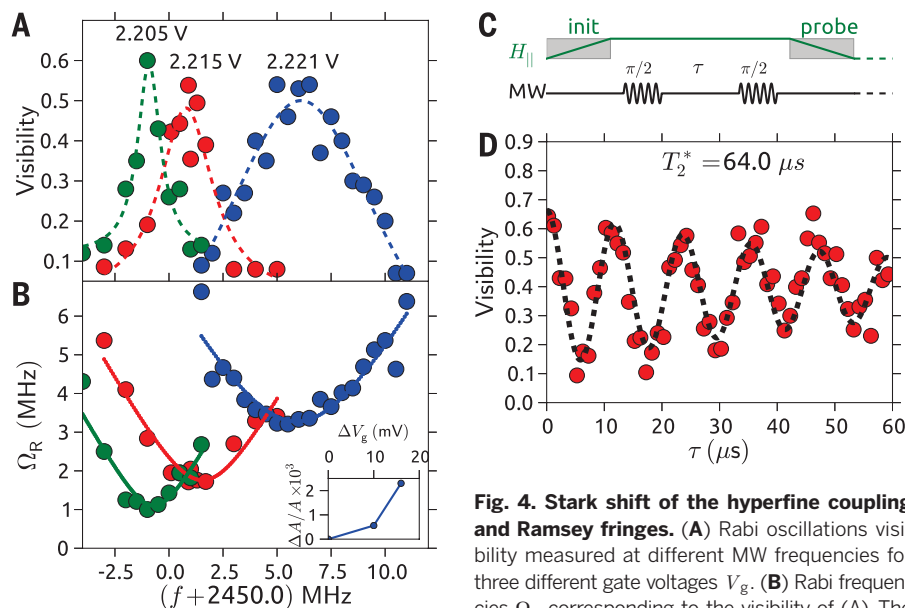 A
2.205 V
2.215 V
2.221 V
Visibility
0.6
0.5
0.4
0.3
0.2
0.1
B
Ω_R (MHz)
6
5
4
3
2
1
0
-2.5 0.0 2.5 5.0 7.5 10.0
(f+2450.0) MHz
ΔV_g (mV)
0 10 20
ΔA/A ×10³
2
1
0
C
init
probe
H_||
π/2 τ π/2
MW
D
T₂* =64.0 μs
Visibility
0.9
0.8
0.7
0.6
0.5
0.4
0.3
0.2
0.1
0.0
0 10 20 30 40 50 60
τ (μs)
Fig. 4. Stark shift of the hyperfine coupling
and Ramsey fringes. (A) Rabi oscillations visi-
bility measured at different MW frequencies fo
three different gate voltages V_g. (B) Rabi frequen
cies Ω corresponding to the visibility of (A). The